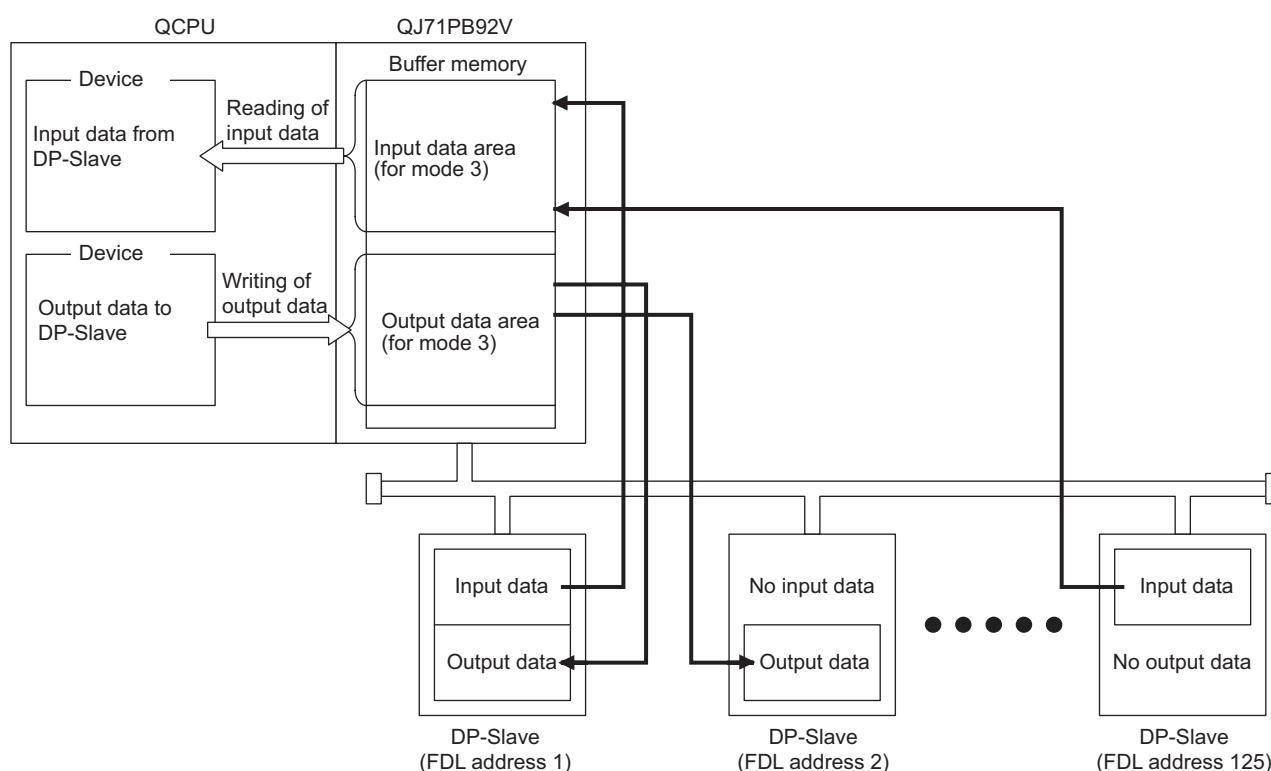 QCPU
QJ71PB92V
Buffer memory
Device
Input data from
DP-Slave
Reading of
input data
Input data area
(for mode 3)
Device
Output data to
DP-Slave
Writing of
output data
Output data area
(for mode 3)
Input data
Output data
No input data
Output data
Input data
No output data
DP-Slave
(FDL address 1)
DP-Slave
(FDL address 2)
DP-Slave
(FDL address 125)